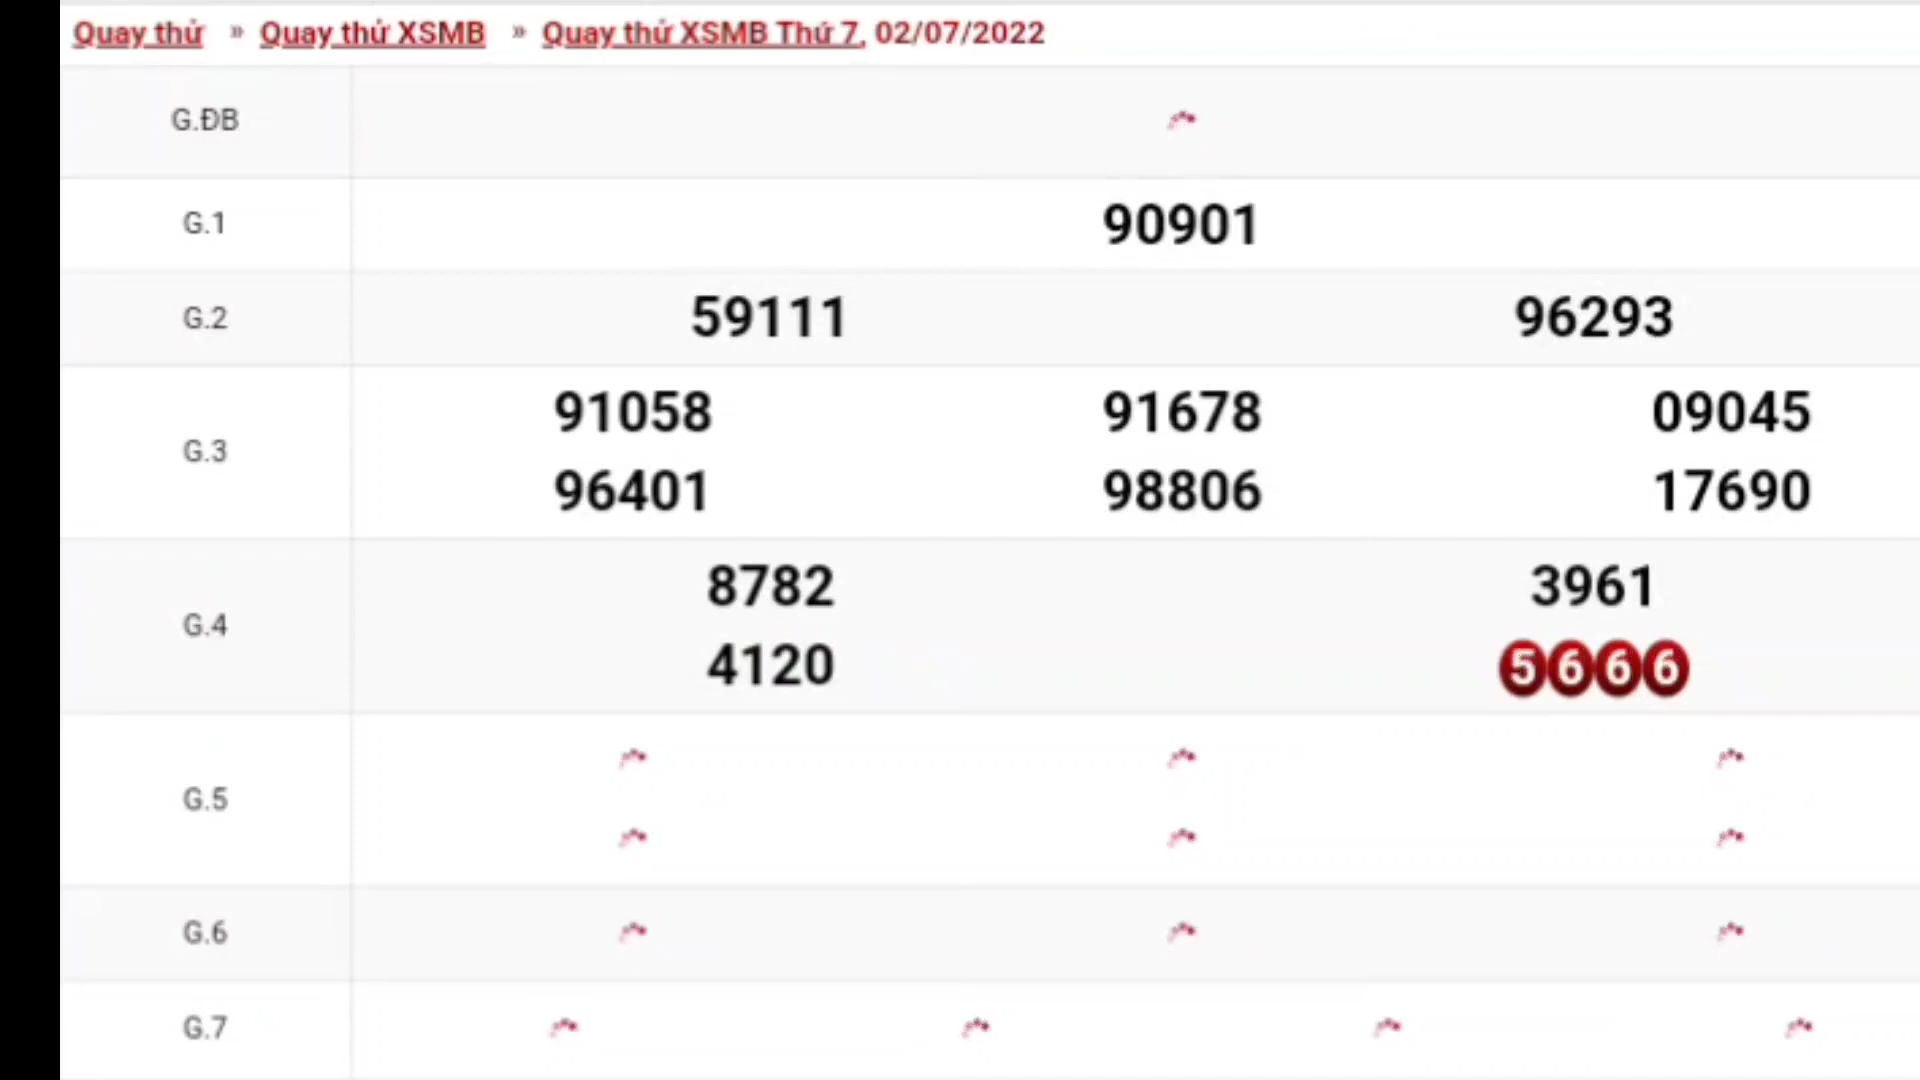 Quay thử » Quay thử XSMB » Quay thử XSMB Thứ 7, 02/07/2022
G.ĐB
G.1 90901
G.2 59111 96293
91058 91678 09045
G.3
96401 98806 17690
8782 3961
G.4
4120 5666
G.5
G.6
G.7